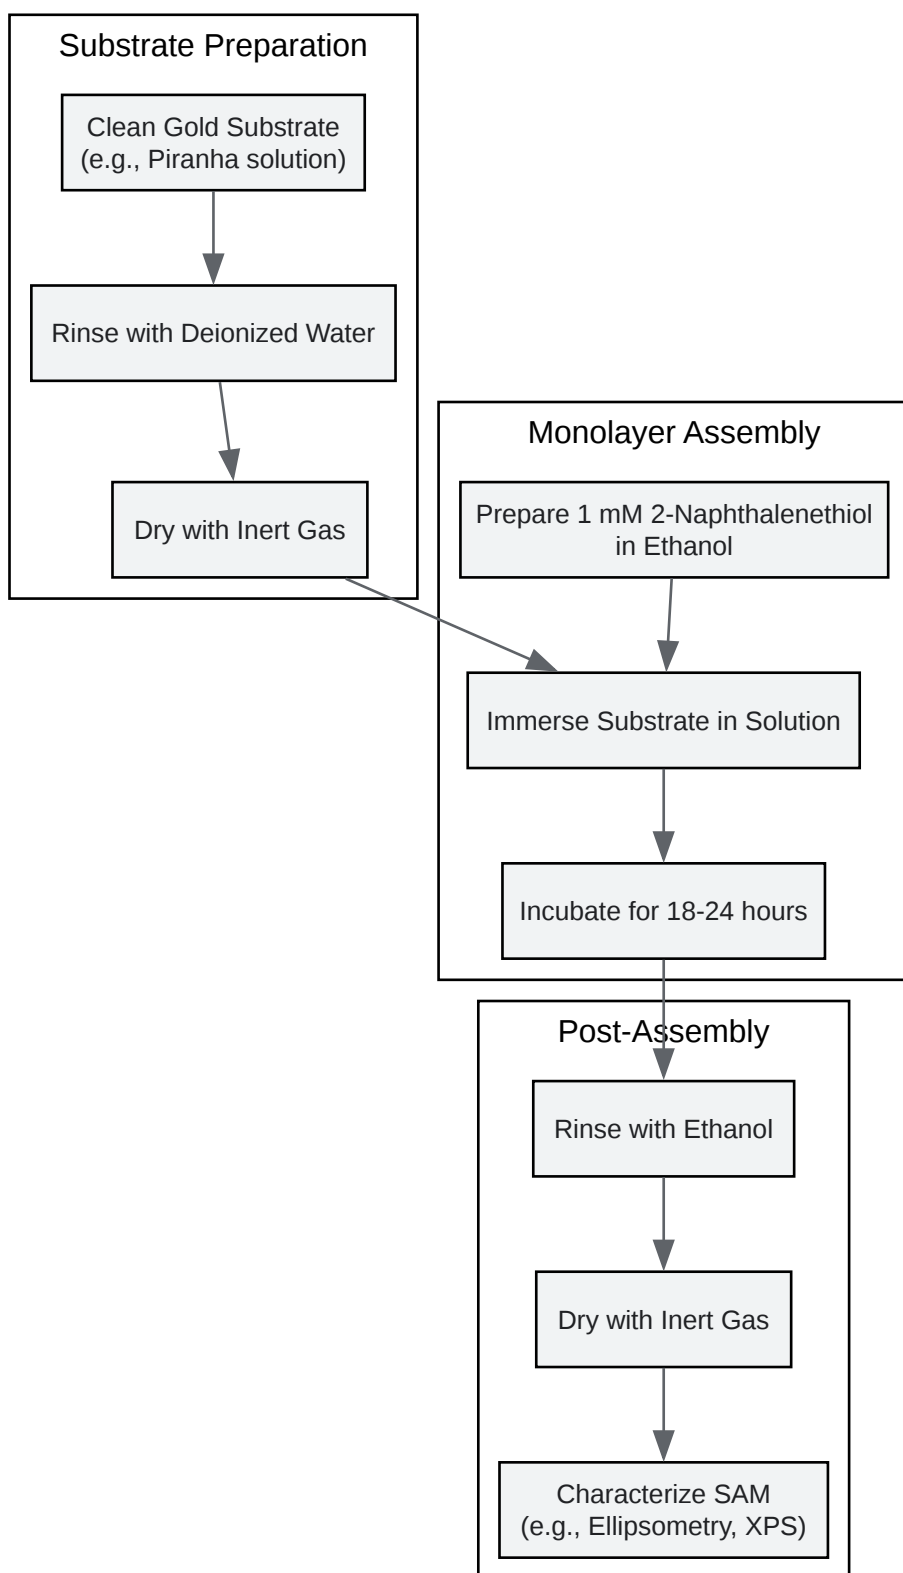 Substrate Preparation
Clean Gold Substrate
(e.g., Piranha solution)
Rinse with Deionized Water
Dry with Inert Gas
Monolayer Assembly
Prepare 1 mM 2-Naphthalenethiol
in Ethanol
Immerse Substrate in Solution
Incubate for 18-24 hours
Post-Assembly
Rinse with Ethanol
Dry with Inert Gas
Characterize SAM
(e.g., Ellipsometry, XPS)